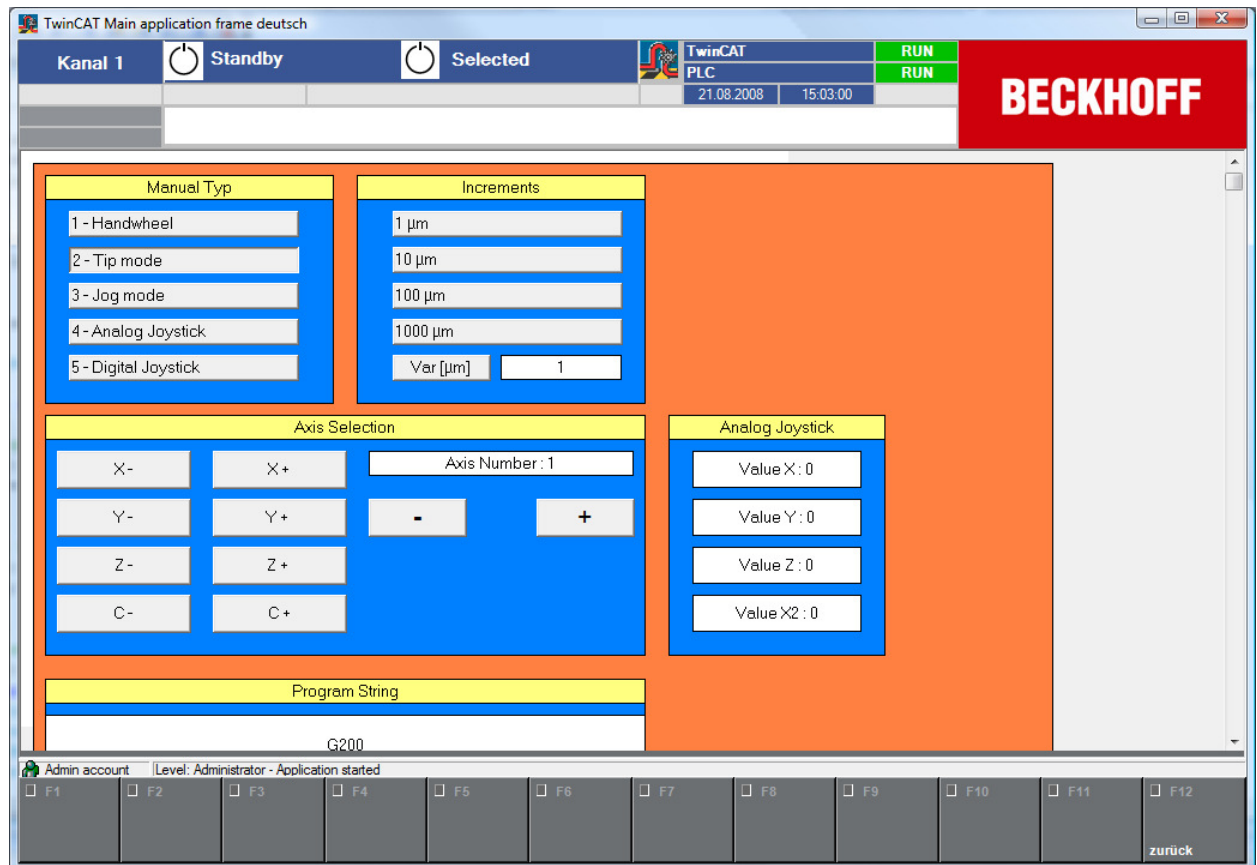 TwinCAT Main application frame deutsch
Kanal 1
Standby
Selected
TwinCAT
RUN
PLC
RUN
21.08.2008
15:03:00
BECKHOFF
Manual Typ
1 - Handwheel
2 - Tip mode
3 - Jog mode
4 - Analog Joystick
5 - Digital Joystick
Increments
1 µm
10 µm
100 µm
1000 µm
Var [µm]
1
Axis Selection
X -
X +
Axis Number : 1
Y -
Y +
-
+
Z -
Z +
C -
C +
Analog Joystick
Value X : 0
Value Y : 0
Value Z : 0
Value X2 : 0
Program String
G200
Admin account
Level: Administrator - Application started
F1
F2
F3
F4
F5
F6
F7
F8
F9
F10
F11
F12
zurück